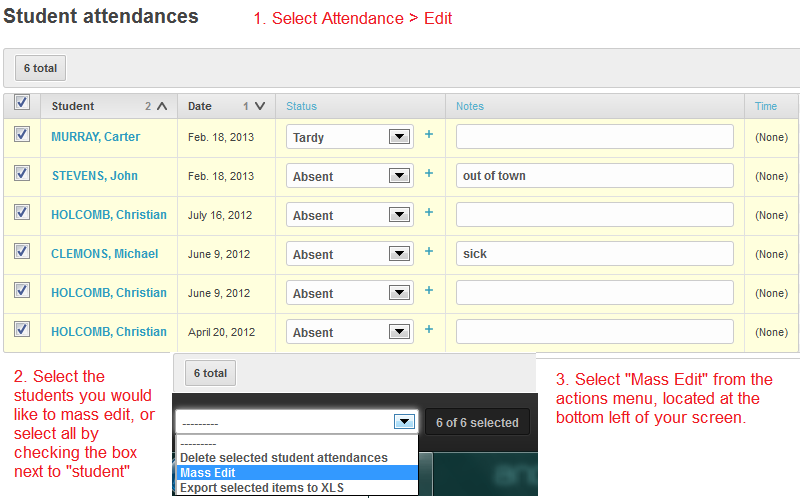 Student attendances
1. Select Attendance > Edit
6 total
Student 2 Date 1 Status Notes Time
MURRAY, Carter Feb. 18, 2013 Tardy + (None)
STEVENS, John Feb. 18, 2013 Absent + out of town (None)
HOLCOMB, Christian July 16, 2012 Absent + (None)
CLEMONS, Michael June 9, 2012 Absent + sick (None)
HOLCOMB, Christian June 9, 2012 Absent + (None)
HOLCOMB, Christian April 20, 2012 Absent + (None)
2. Select the
students you would
like to mass edit, or
select all by
checking the box
next to "student"
6 total
---------
6 of 6 selected
---------
Delete selected student attendances
Mass Edit
Export selected items to XLS
3. Select "Mass Edit" from the
actions menu, located at the
bottom left of your screen.